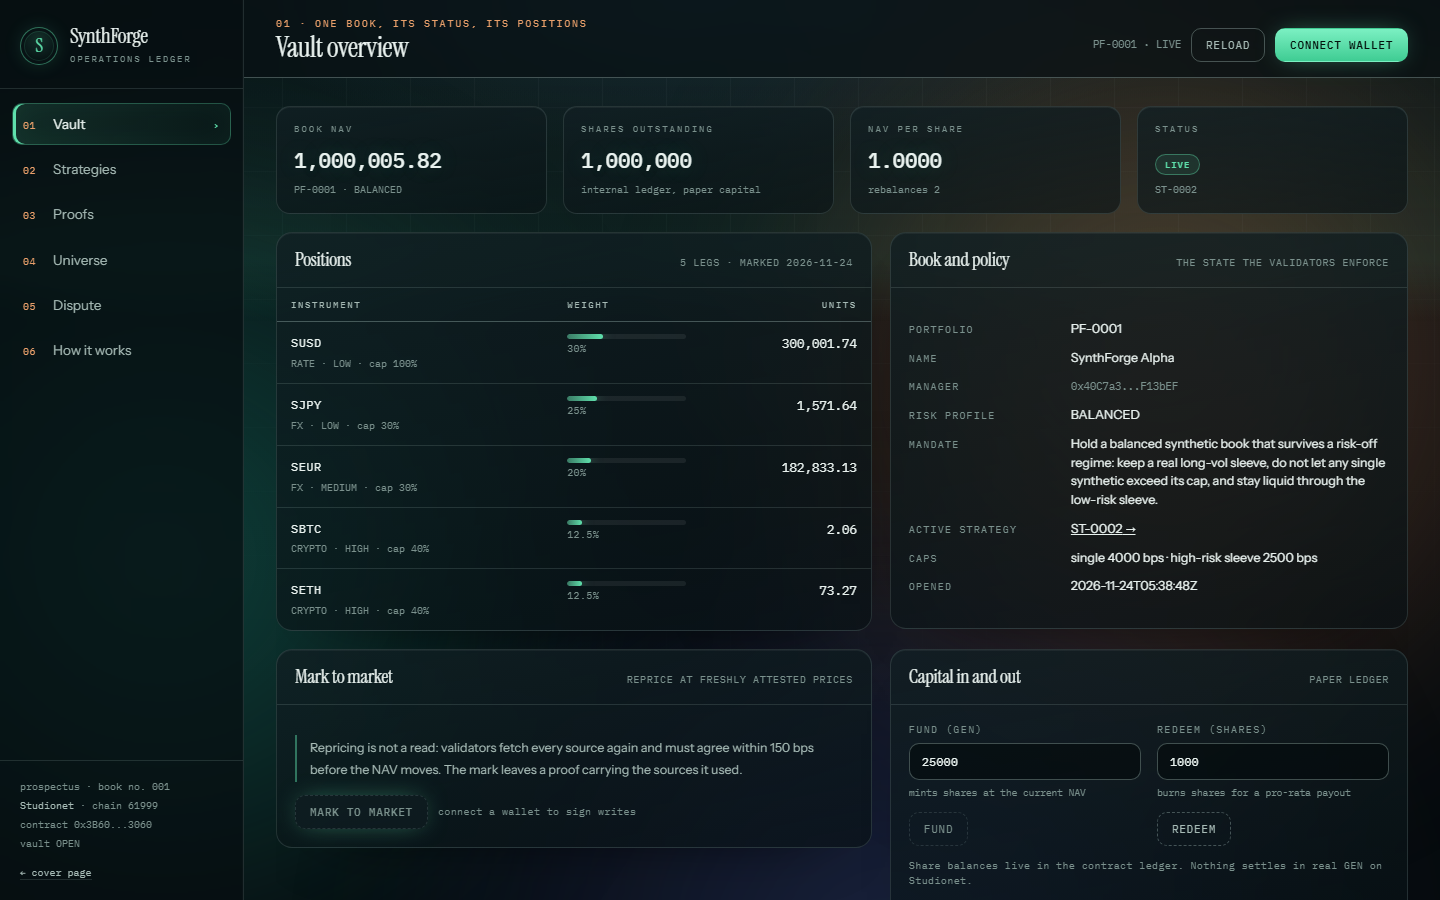 S
SynthForge
OPERATIONS LEDGER
01 Vault ›
02 Strategies
03 Proofs
04 Universe
05 Dispute
06 How it works
prospectus · book no. 001
Studionet · chain 61999
contract 0x3B60...3060
vault OPEN
← cover page
01 · ONE BOOK, ITS STATUS, ITS POSITIONS
Vault overview
PF-0001 · LIVE
RELOAD
CONNECT WALLET
BOOK NAV
1,000,005.82
PF-0001 · BALANCED
SHARES OUTSTANDING
1,000,000
internal ledger, paper capital
NAV PER SHARE
1.0000
rebalances 2
STATUS
LIVE
ST-0002
Positions
5 LEGS · MARKED 2026-11-24
INSTRUMENT WEIGHT UNITS
SUSD 300,001.74
RATE · LOW · cap 100% 30%
SJPY 1,571.64
FX · LOW · cap 30% 25%
SEUR 182,833.13
FX · MEDIUM · cap 30% 20%
SBTC 2.06
CRYPTO · HIGH · cap 40% 12.5%
SETH 73.27
CRYPTO · HIGH · cap 40% 12.5%
Book and policy
THE STATE THE VALIDATORS ENFORCE
PORTFOLIO PF-0001
NAME SynthForge Alpha
MANAGER 0x40C7a3...F13bEF
RISK PROFILE BALANCED
MANDATE Hold a balanced synthetic book that survives a risk-off
regime: keep a real long-vol sleeve, do not let any single
synthetic exceed its cap, and stay liquid through the
low-risk sleeve.
ACTIVE STRATEGY ST-0002 →
CAPS single 4000 bps · high-risk sleeve 2500 bps
OPENED 2026-11-24T05:38:48Z
Mark to market
REPRICE AT FRESHLY ATTESTED PRICES
Repricing is not a read: validators fetch every source again and must agree within 150 bps
before the NAV moves. The mark leaves a proof carrying the sources it used.
MARK TO MARKET
connect a wallet to sign writes
Capital in and out
PAPER LEDGER
FUND (GEN)
25000
mints shares at the current NAV
FUND
REDEEM (SHARES)
1000
burns shares for a pro-rata payout
REDEEM
Share balances live in the contract ledger. Nothing settles in real GEN on
Studionet.